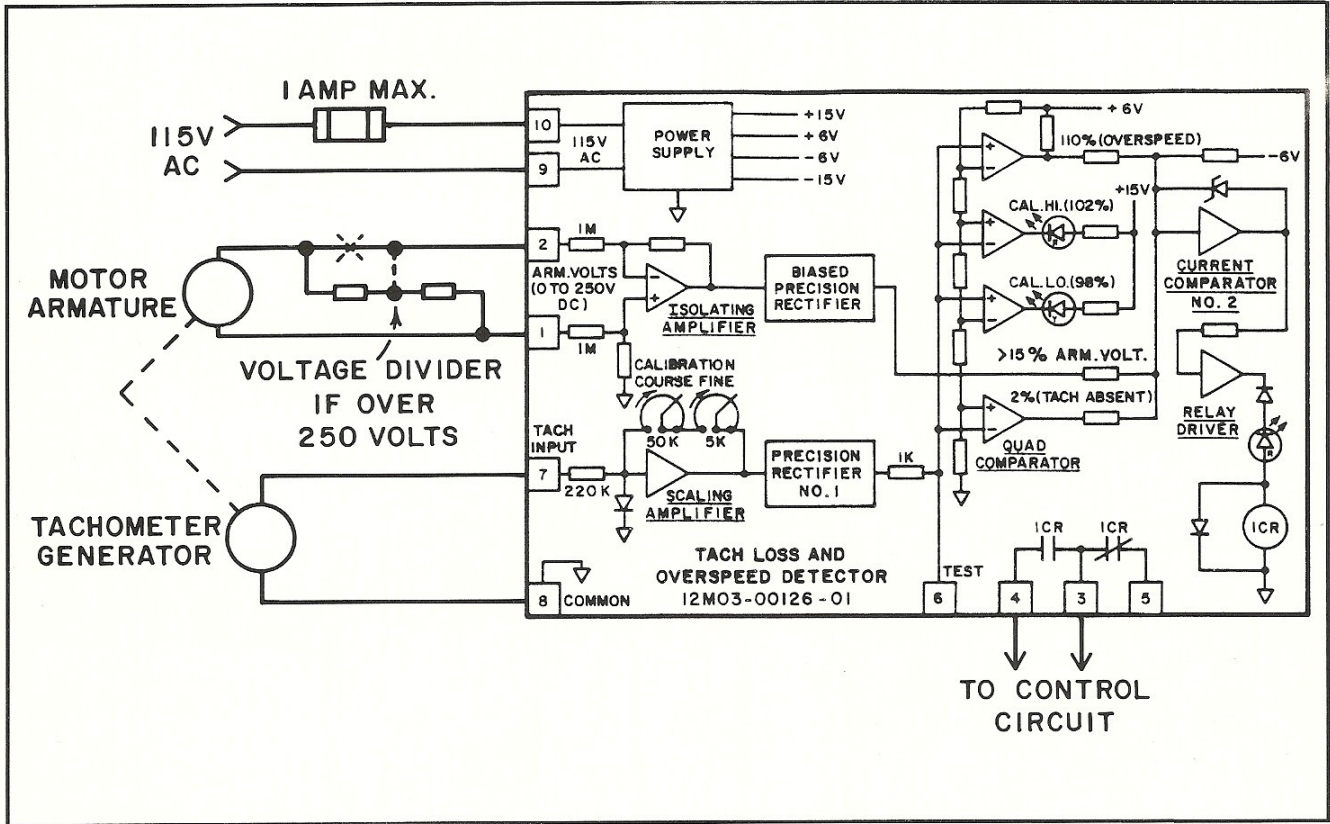 1 AMP MAX.
115V
AC
10
9
115V
AC
POWER
SUPPLY
+15V
+6V
-6V
-15V
MOTOR
ARMATURE
2
1M
ARM.VOLTS
(0 TO 250V
DC)
1
1M
ISOLATING
AMPLIFIER
BIASED
PRECISION
RECTIFIER
VOLTAGE DIVIDER
IF OVER
250 VOLTS
CALIBRATION
COURSE FINE
50K
5K
TACH
INPUT
7
220K
SCALING
AMPLIFIER
PRECISION
RECTIFIER
NO.1
1K
TACHOMETER
GENERATOR
8
COMMON
TACH LOSS AND
OVERSPEED DETECTOR
12M03-00126-01
+6V
+
-
110%(OVERSPEED)
-6V
+15V
CAL.HI.(102%)
+
-
R
CAL.LO.(98%)
+
-
Y
CURRENT
COMPARATOR
NO. 2
>15% ARM.VOLT.
2%(TACH ABSENT)
+
-
QUAD
COMPARATOR
RELAY
DRIVER
R
1CR
1CR
1CR
TEST
6
4
3
5
TO CONTROL
CIRCUIT